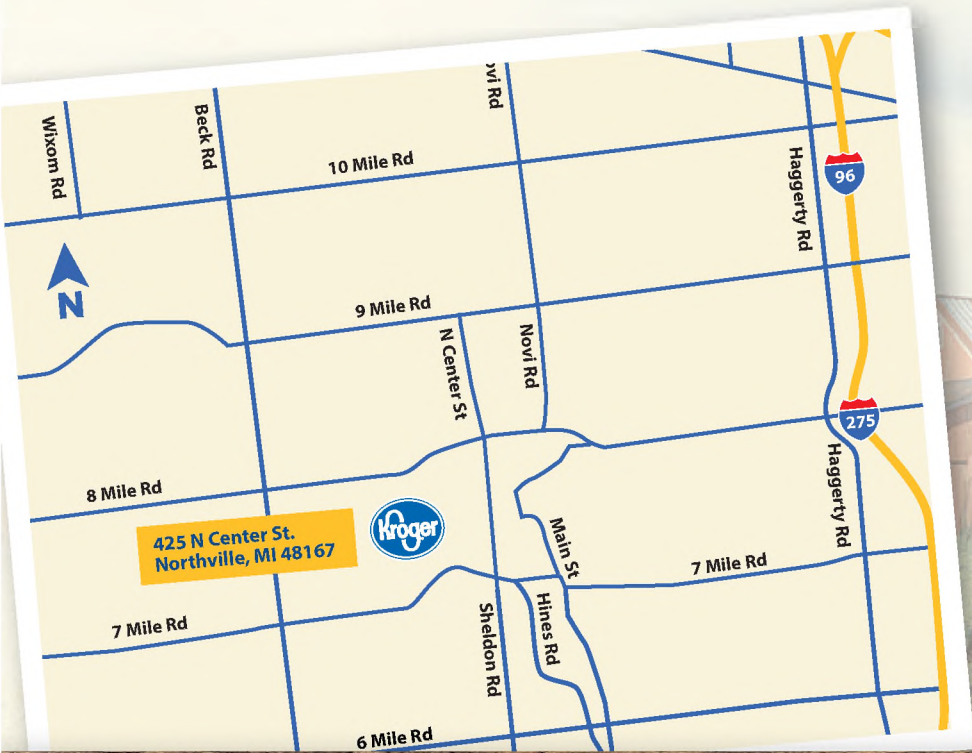 ovi Rd
Wixom Rd
Beck Rd
10 Mile Rd
Haggerty Rd
96
N
9 Mile Rd
N Center St
Novi Rd
275
8 Mile Rd
Haggerty Rd
425 N Center St.
Northville, MI 48167
Kroger
Main St
7 Mile Rd
7 Mile Rd
Sheldon Rd
Hines Rd
6 Mile Rd